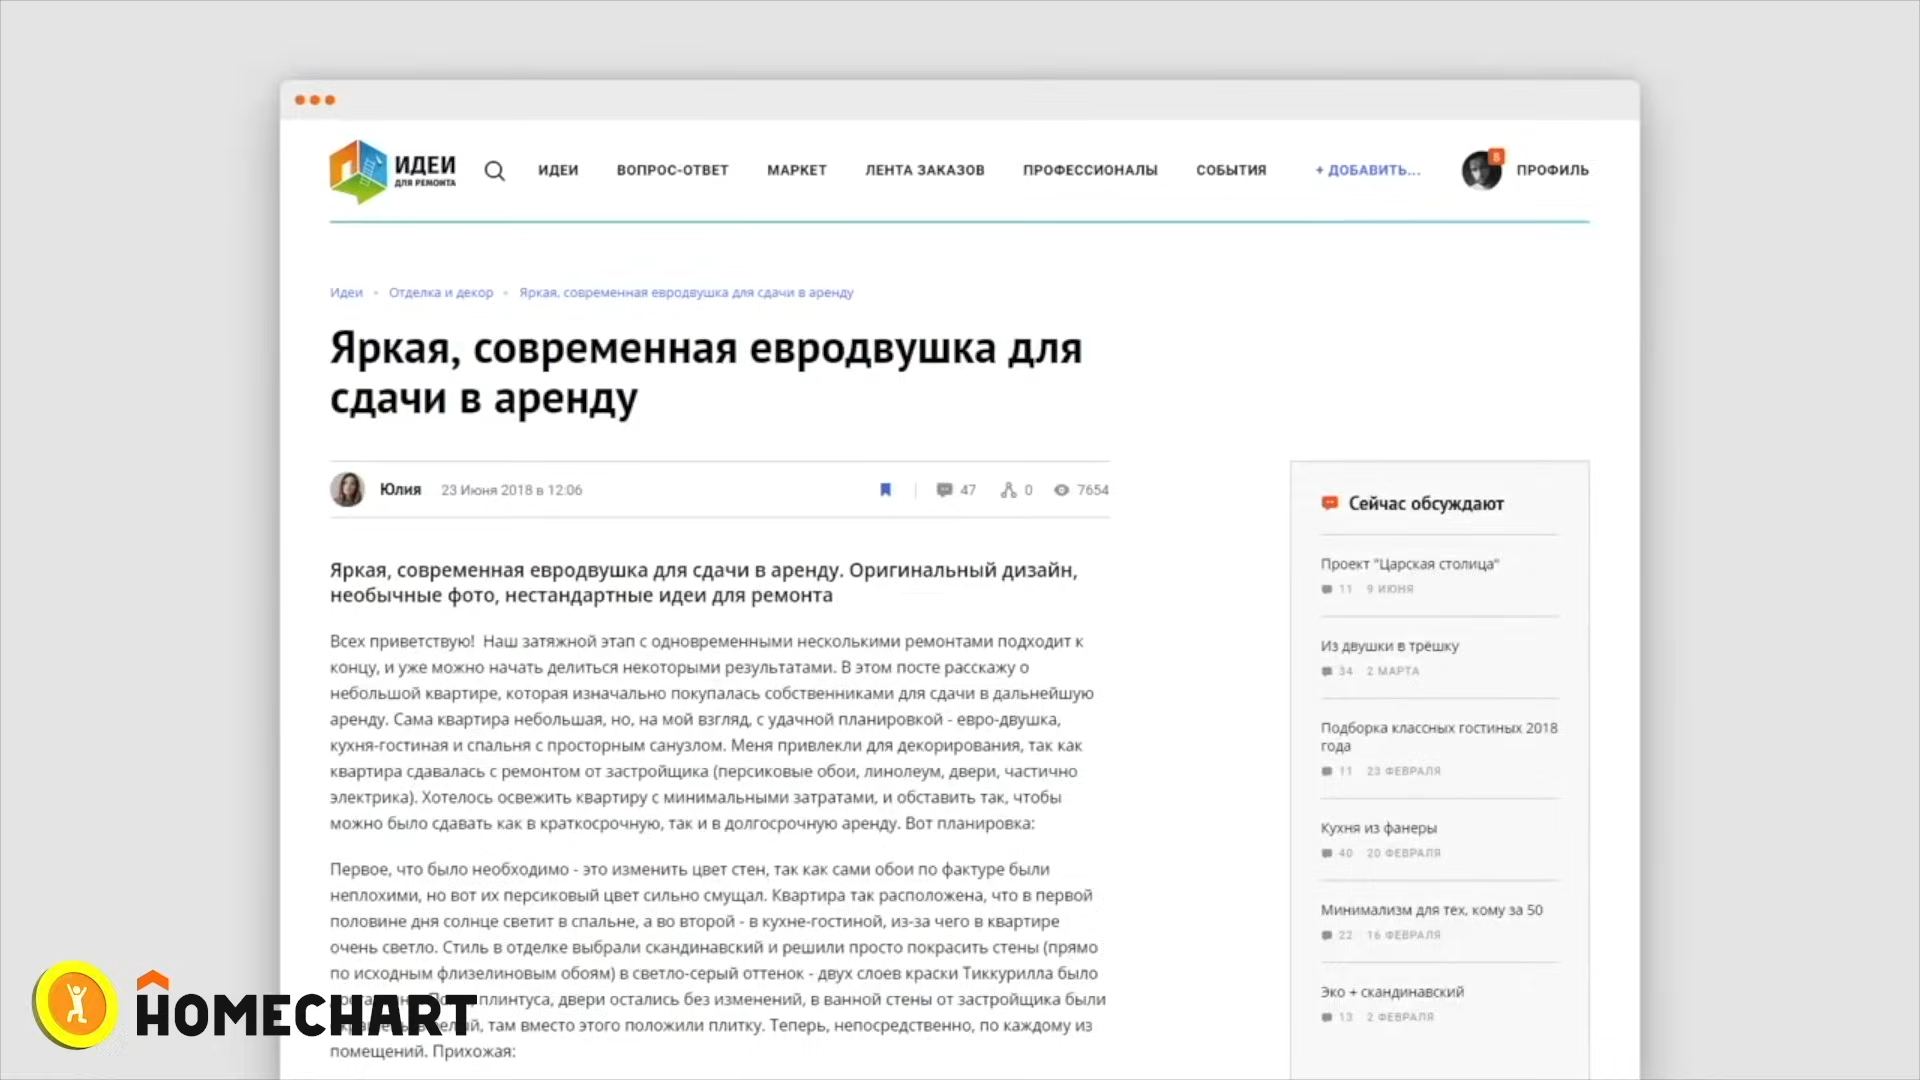 ИДЕИ
ДЛЯ РЕМОНТА
ИДЕИ
ВОПРОС-ОТВЕТ
МАРКЕТ
ЛЕНТА ЗАКАЗОВ
ПРОФЕССИОНАЛЫ
СОБЫТИЯ
+ ДОБАВИТЬ...
8
ПРОФИЛЬ
Идеи • Отделка и декор • Яркая, современная евродвушка для сдачи в аренду
Яркая, современная евродвушка для
сдачи в аренду
Юлия 23 Июня 2018 в 12:06
47 0 7654
Яркая, современная евродвушка для сдачи в аренду. Оригинальный дизайн,
необычные фото, нестандартные идеи для ремонта
Всех приветствую! Наш затяжной этап с одновременными несколькими ремонтами подходит к
концу, и уже можно начать делиться некоторыми результатами. В этом посте расскажу о
небольшой квартире, которая изначально покупалась собственниками для сдачи в дальнейшую
аренду. Сама квартира небольшая, но, на мой взгляд, с удачной планировкой - евро-двушка,
кухня-гостиная и спальня с просторным санузлом. Меня привлекли для декорирования, так как
квартира сдавалась с ремонтом от застройщика (персиковые обои, линолеум, двери, частично
электрика). Хотелось освежить квартиру с минимальными затратами, и обставить так, чтобы
можно было сдавать как в краткосрочную, так и в долгосрочную аренду. Вот планировка:
Первое, что было необходимо - это изменить цвет стен, так как сами обои по фактуре были
неплохими, но вот их персиковый цвет сильно смущал. Квартира так расположена, что в первой
половине дня солнце светит в спальне, а во второй - в кухне-гостиной, из-за чего в квартире
очень светло. Стиль в отделке выбрали скандинавский и решили просто покрасить стены (прямо
по исходным флизелиновым обоям) в светло-серый оттенок - двух слоев краски Тиккурилла было
плинтуса, двери остались без изменений, в ванной стены от застройщика были
там вместо этого положили плитку. Теперь, непосредственно, по каждому из
помещений. Прихожая:
Сейчас обсуждают
Проект "Царская столица"
11 9 ИЮНЯ
Из двушки в трёшку
34 2 МАРТА
Подборка классных гостиных 2018
года
11 23 ФЕВРАЛЯ
Кухня из фанеры
40 20 ФЕВРАЛЯ
Минимализм для тех, кому за 50
22 16 ФЕВРАЛЯ
Эко + скандинавский
13 2 ФЕВРАЛЯ
HOMECHART